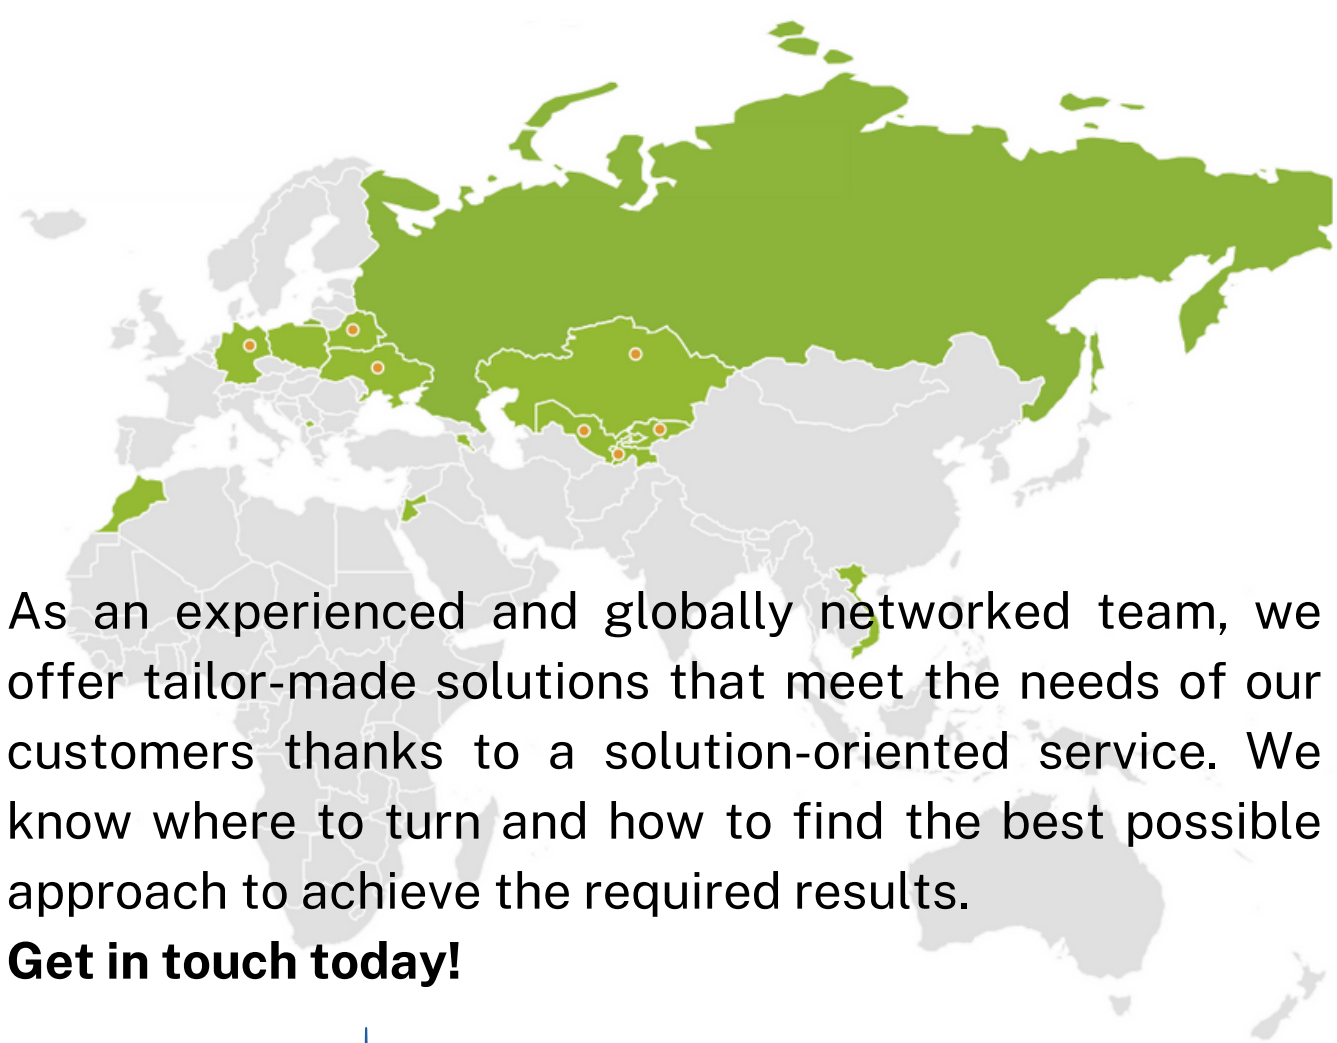 As an experienced and globally networked team, we
offer tailor-made solutions that meet the needs of our
customers thanks to a solution-oriented service. We
know where to turn and how to find the best possible
approach to achieve the required results.
Get in touch today!